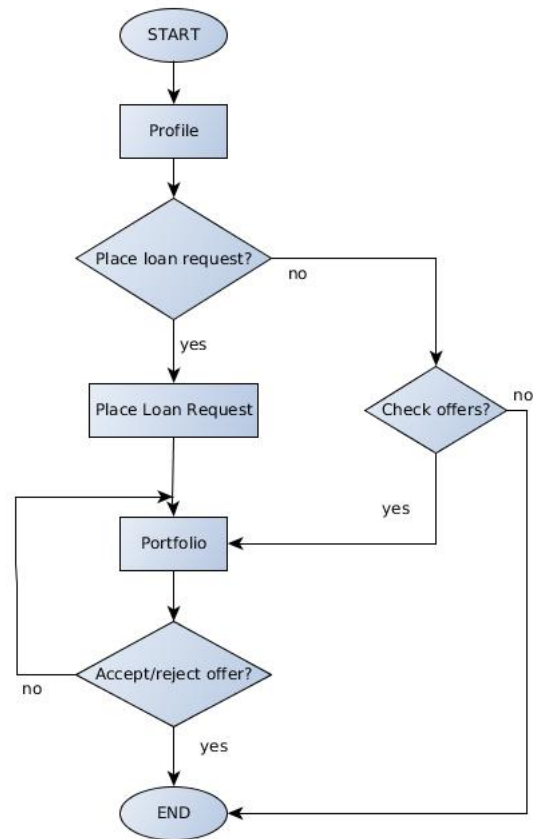 START
Profile
Place loan request?
no
yes
Place Loan Request
Check offers?
no
yes
Portfolio
Accept/reject offer?
no
yes
END